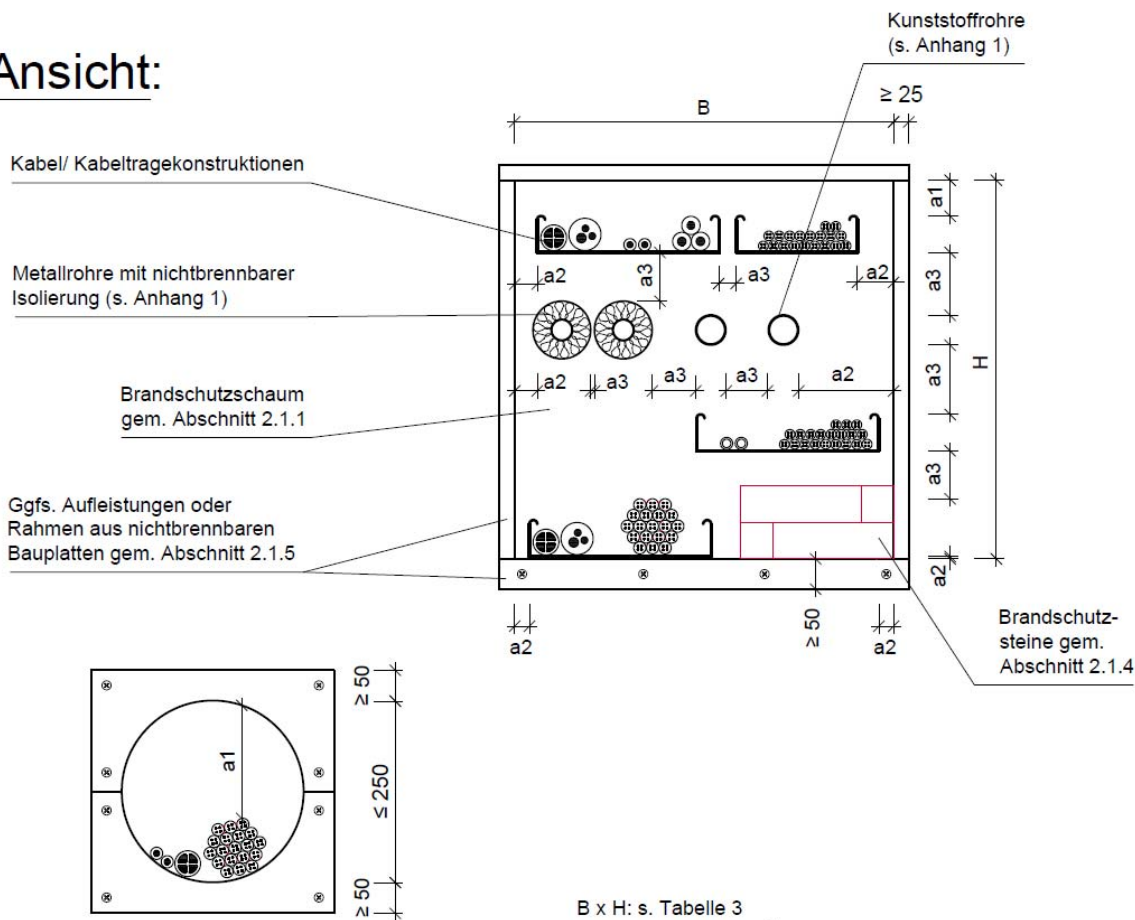 Ansicht:
Kunststoffrohre
(s. Anhang 1)
B
≥ 25
Kabel/ Kabeltragekonstruktionen
a1
Metallrohre mit nichtbrennbarer
Isolierung (s. Anhang 1)
a2
a3
a3
a2
a3
H
Brandschutzschaum
gem. Abschnitt 2.1.1
a2
a3
a3
a3
a2
a3
Ggfs. Aufleistungen oder
Rahmen aus nichtbrennbaren
Bauplatten gem. Abschnitt 2.1.5
a3
a2
a2
≥ 50
a2
Brandschutz-
steine gem.
Abschnitt 2.1.4
≥ 50
a1
≤ 250
≥ 50
B x H: s. Tabelle 3